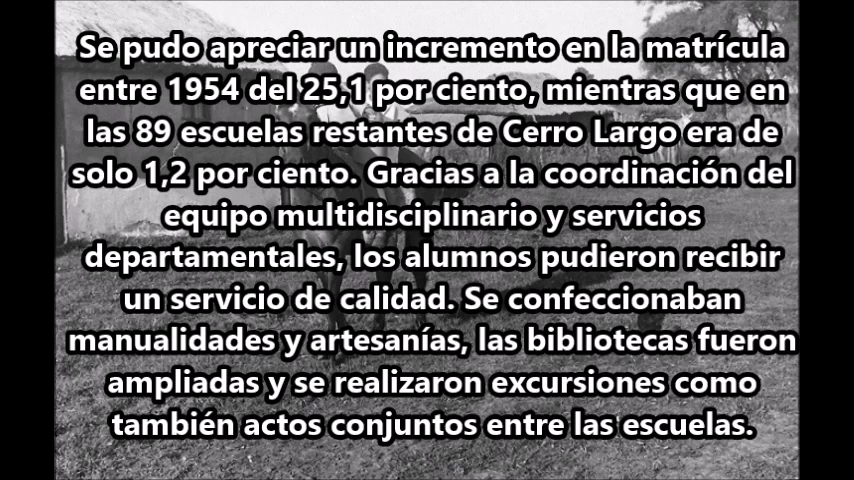 Se pudo apreciar un incremento en la matrícula
entre 1954 del 25,1 por ciento, mientras que en
las 89 escuelas restantes de Cerro Largo era de
solo 1,2 por ciento. Gracias a la coordinación del
equipo multidisciplinario y servicios
departamentales, los alumnos pudieron recibir
un servicio de calidad. Se confeccionaban
manualidades y artesanías, las bibliotecas fueron
ampliadas y se realizaron excursiones como
también actos conjuntos entre las escuelas.